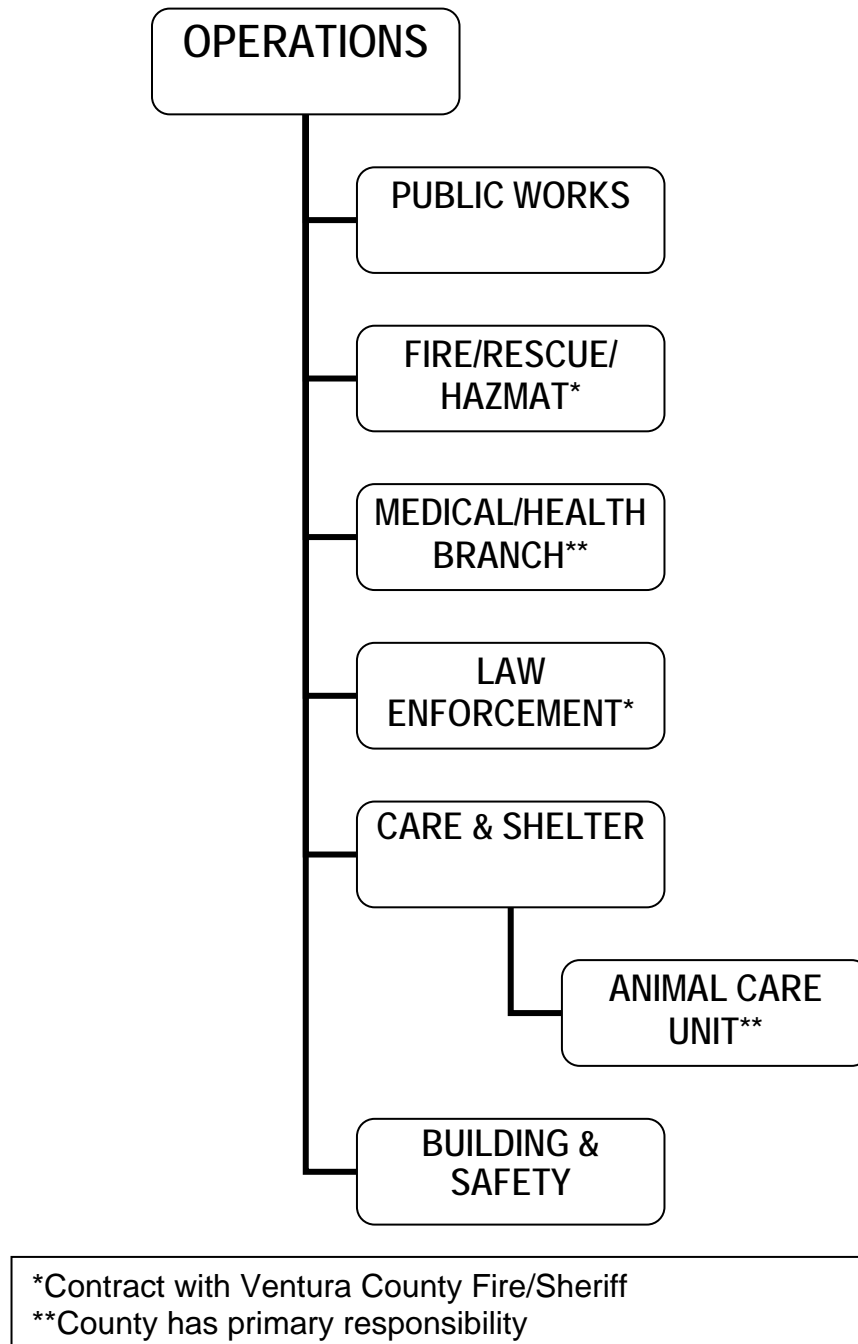 OPERATIONS
PUBLIC WORKS
FIRE/RESCUE/
HAZMAT*
MEDICAL/HEALTH
BRANCH**
LAW
ENFORCEMENT*
CARE & SHELTER
ANIMAL CARE
UNIT**
BUILDING &
SAFETY
*Contract with Ventura County Fire/Sheriff
**County has primary responsibility